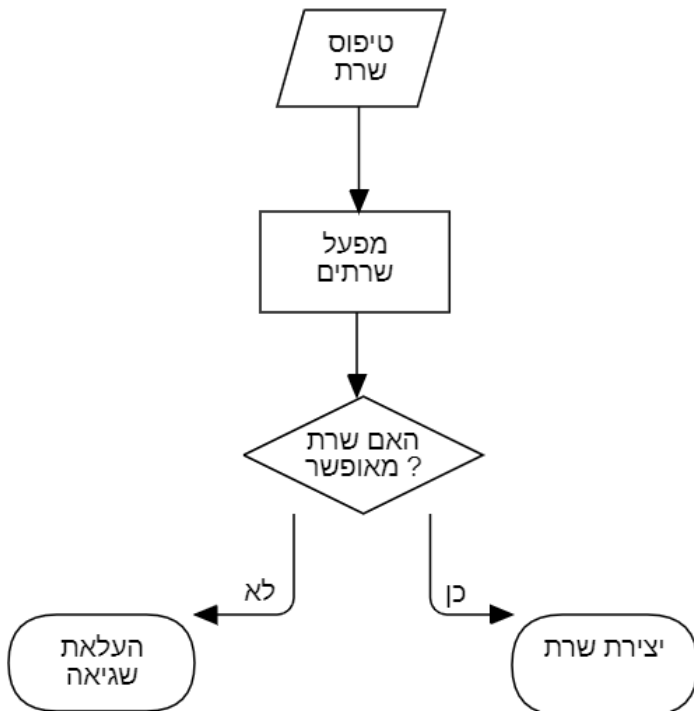 טיפוס
שרת
מפעל
שרתים
האם שרת
מאופשר ?
לא
כן
העלאת
שגיאה
יצירת שרת